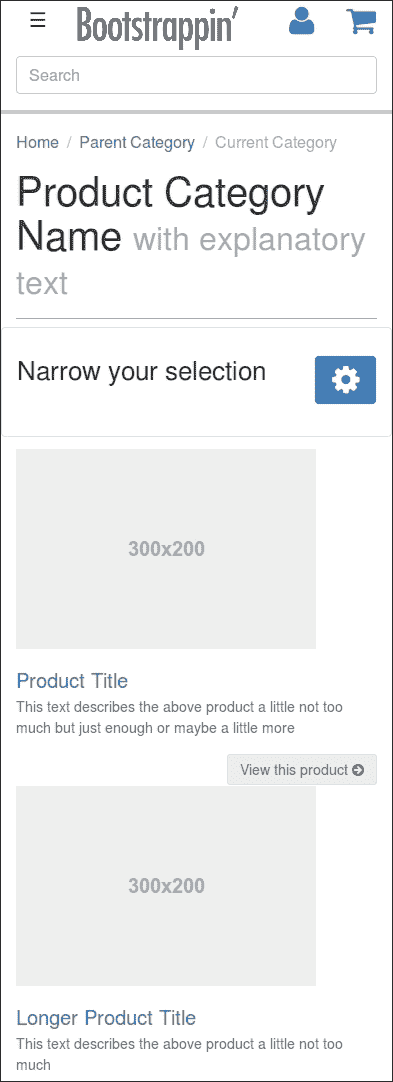 ☰ Bootstrappin'
Search
Home / Parent Category / Current Category
Product Category
Name with explanatory
text
Narrow your selection
300x200
Product Title
This text describes the above product a little not too
much but just enough or maybe a little more
View this product
300x200
Longer Product Title
This text describes the above product a little not too
much